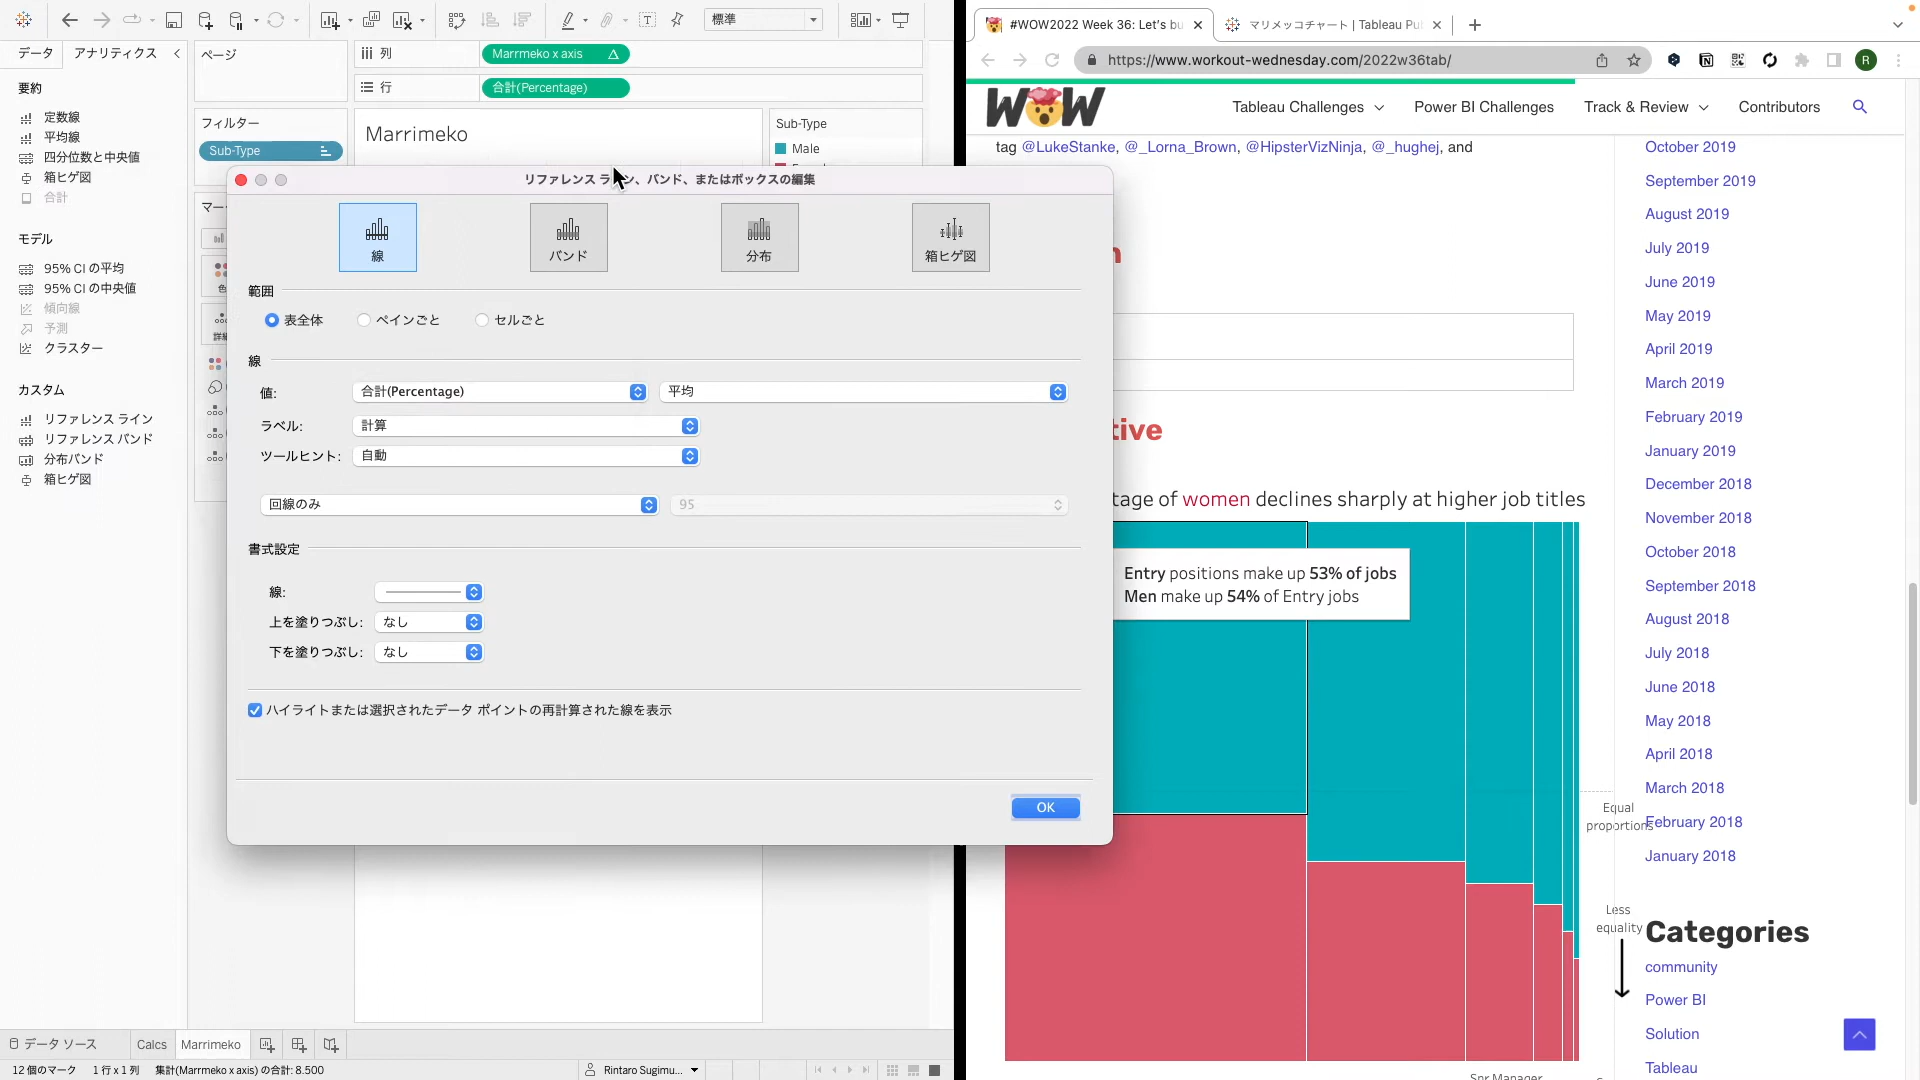 標準
データ
アナリティクス
要約
定数線
平均線
四分位数と中央値
箱ヒゲ図
合計
モデル
95% CI の平均
95% CI の中央値
傾向線
予測
クラスター
カスタム
リファレンス ライン
リファレンス バンド
分布バンド
箱ヒゲ図
ページ
フィルター
Sub-Type
列
Marrmeko x axis
行
合計(Percentage)
Marrimeko
Sub-Type
Male
リファレンス ライン、バンド、またはボックスの編集
線
バンド
分布
箱ヒゲ図
範囲
表全体
ペインごと
セルごと
線
値:
合計(Percentage)
平均
ラベル:
計算
ツールヒント:
自動
回線のみ
95
書式設定
線:
上を塗りつぶし:
なし
下を塗りつぶし:
なし
ハイライトまたは選択されたデータ ポイントの再計算された線を表示
OK
データ ソース
Calcs
Marrimeko
12 個のマーク
1 行 x 1 列
集計(Marrmeko x axis) の合計: 8.500
Rintaro Sugimu...
#WOW2022 Week 36: Let's bu
マリメッコチャート | Tableau Pu
https://www.workout-wednesday.com/2022w36tab/
R
WOW
Tableau Challenges
Power BI Challenges
Track & Review
Contributors
tag @LukeStanke, @_Lorna_Brown, @HipsterVizNinja, @_hughej, and
tive
tage of women declines sharply at higher job titles
Entry positions make up 53% of jobs
Men make up 54% of Entry jobs
Equal
proportions
Less
equality
Snr Manager
October 2019
September 2019
August 2019
July 2019
June 2019
May 2019
April 2019
March 2019
February 2019
January 2019
December 2018
November 2018
October 2018
September 2018
August 2018
July 2018
June 2018
May 2018
April 2018
March 2018
February 2018
January 2018
Categories
community
Power BI
Solution
Tableau